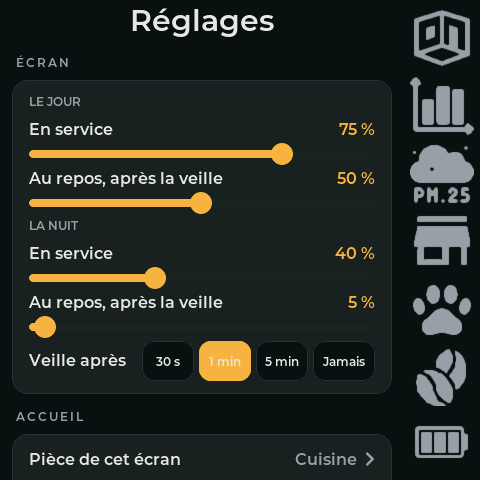 Réglages
ÉCRAN
LE JOUR
En service 75 %
Au repos, après la veille 50 %
LA NUIT
En service 40 %
Au repos, après la veille 5 %
Veille après 30 s 1 min 5 min Jamais
ACCUEIL
Pièce de cet écran Cuisine
PM.25